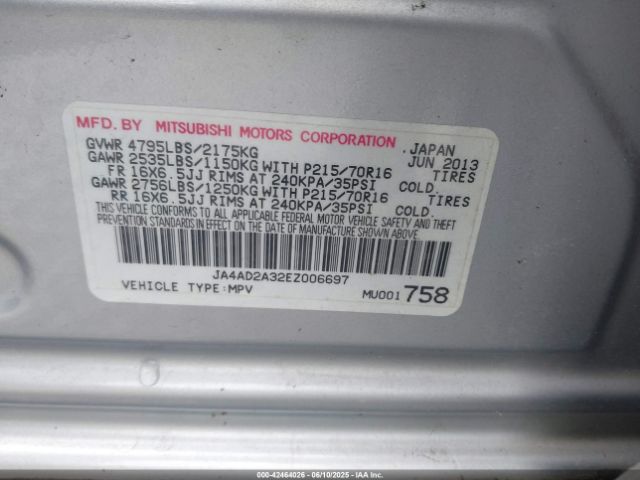 MFD. BY MITSUBISHI MOTORS CORPORATION . JAPAN
GVWR 4795LBS/2175KG JUN 2013
GAWR 2535LBS/1150KG WITH P215/70R16 TIRES
FR 16X6.5JJ RIMS AT 240KPA/35PSI COLD.
GAWR 2756LBS/1250KG WITH P215/70R16 TIRES
RR 16X6.5JJ RIMS AT 240KPA/35PSI COLD.
THIS VEHICLE CONFORMS TO ALL APPLICABLE FEDERAL MOTOR VEHICLE SAFETY AND THEFT
PREVENTION STANDARDS IN EFFECT ON THE DATE OF MANUFACTURE SHOWN ABOVE.
JA4AD2A32EZ006697
VEHICLE TYPE:MPV MU001 758
00-42464026 - 06/10/2025 - IAA Inc.